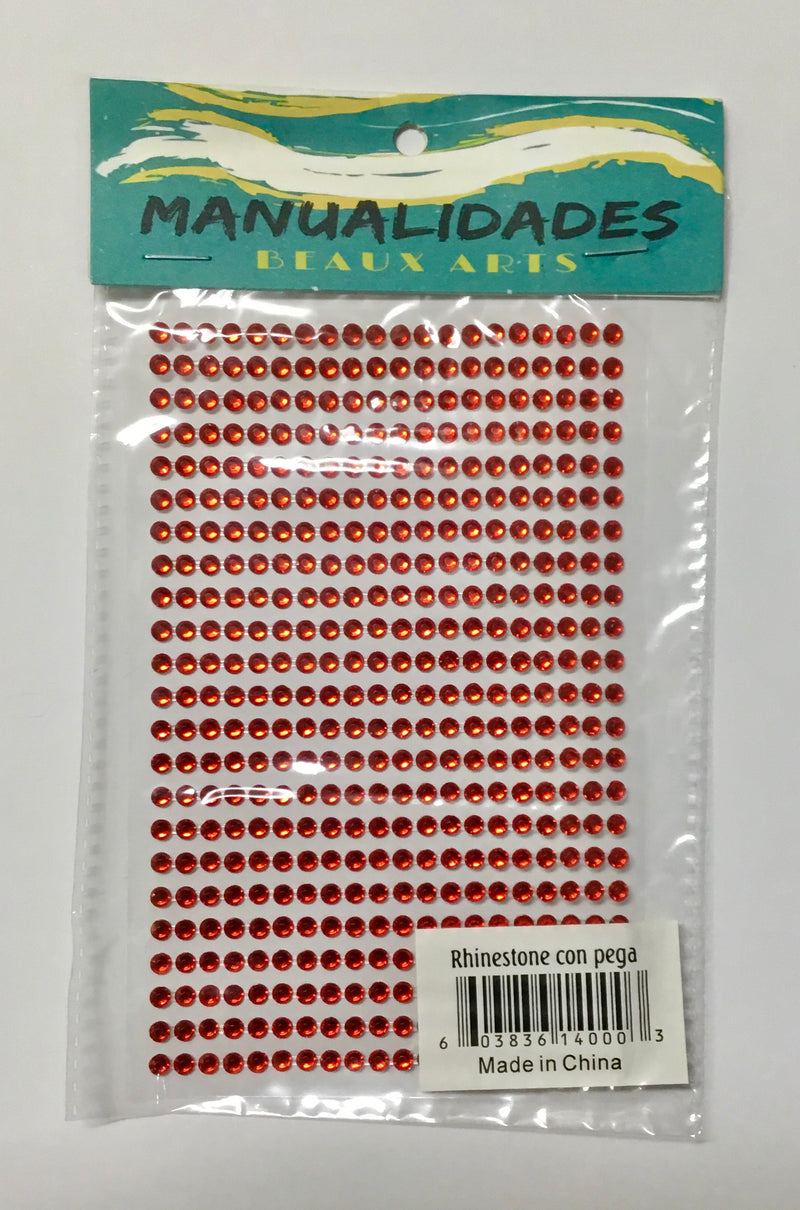 MANUALIDADES
BEAUX ARTS
Rhinestone con pega
6 03836 14000 3
Made in China